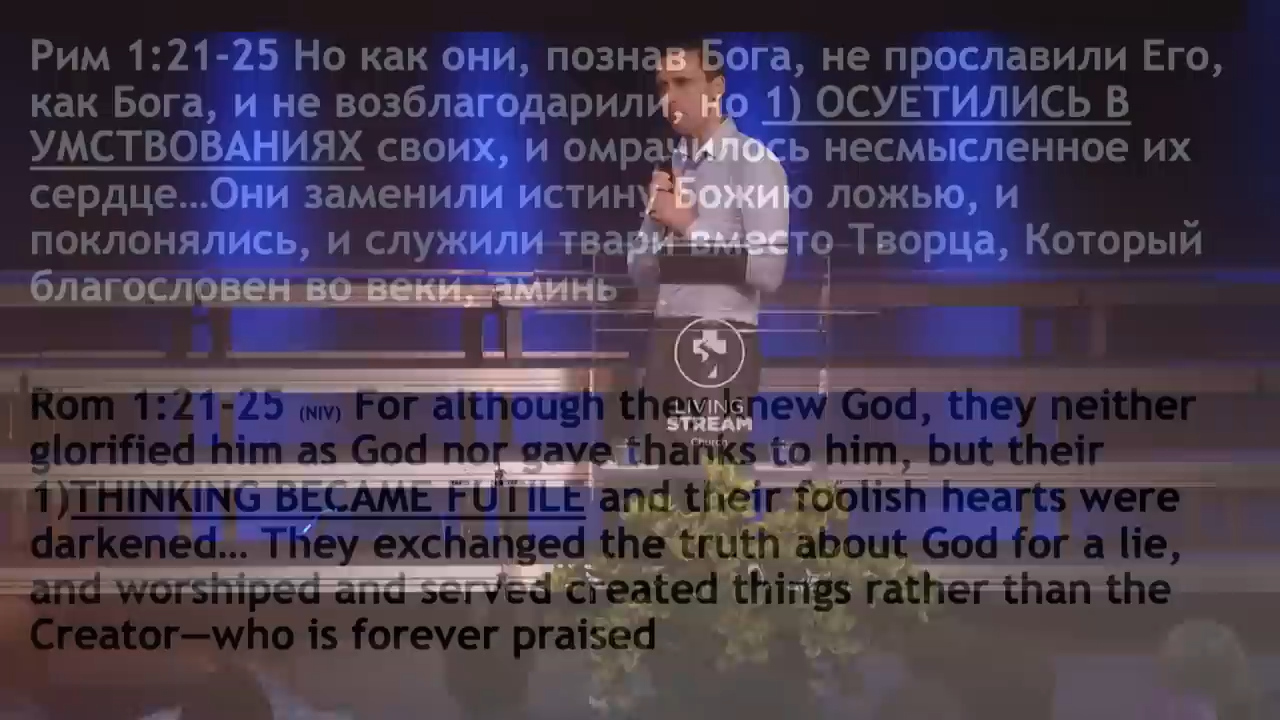 Рим 1:21-25 Но как они, познав Бога, не прославили Его,
как Бога, и не возблагодарили, но 1) ОСУЕТИЛИСЬ В
УМСТВОВАНИЯХ своих, и омрачилось несмысленное их
сердце...Они заменили истину Божию ложью, и
поклонялись, и служили твари вместо Творца, Который
благословен во веки, аминь
Rom 1:21-25 (NIV) For although they knew God, they neither
glorified him as God nor gave thanks to him, but their
1)THINKING BECAME FUTILE and their foolish hearts were
darkened... They exchanged the truth about God for a lie,
and worshiped and served created things rather than the
Creator—who is forever praised
LIVING
STREAM
Church